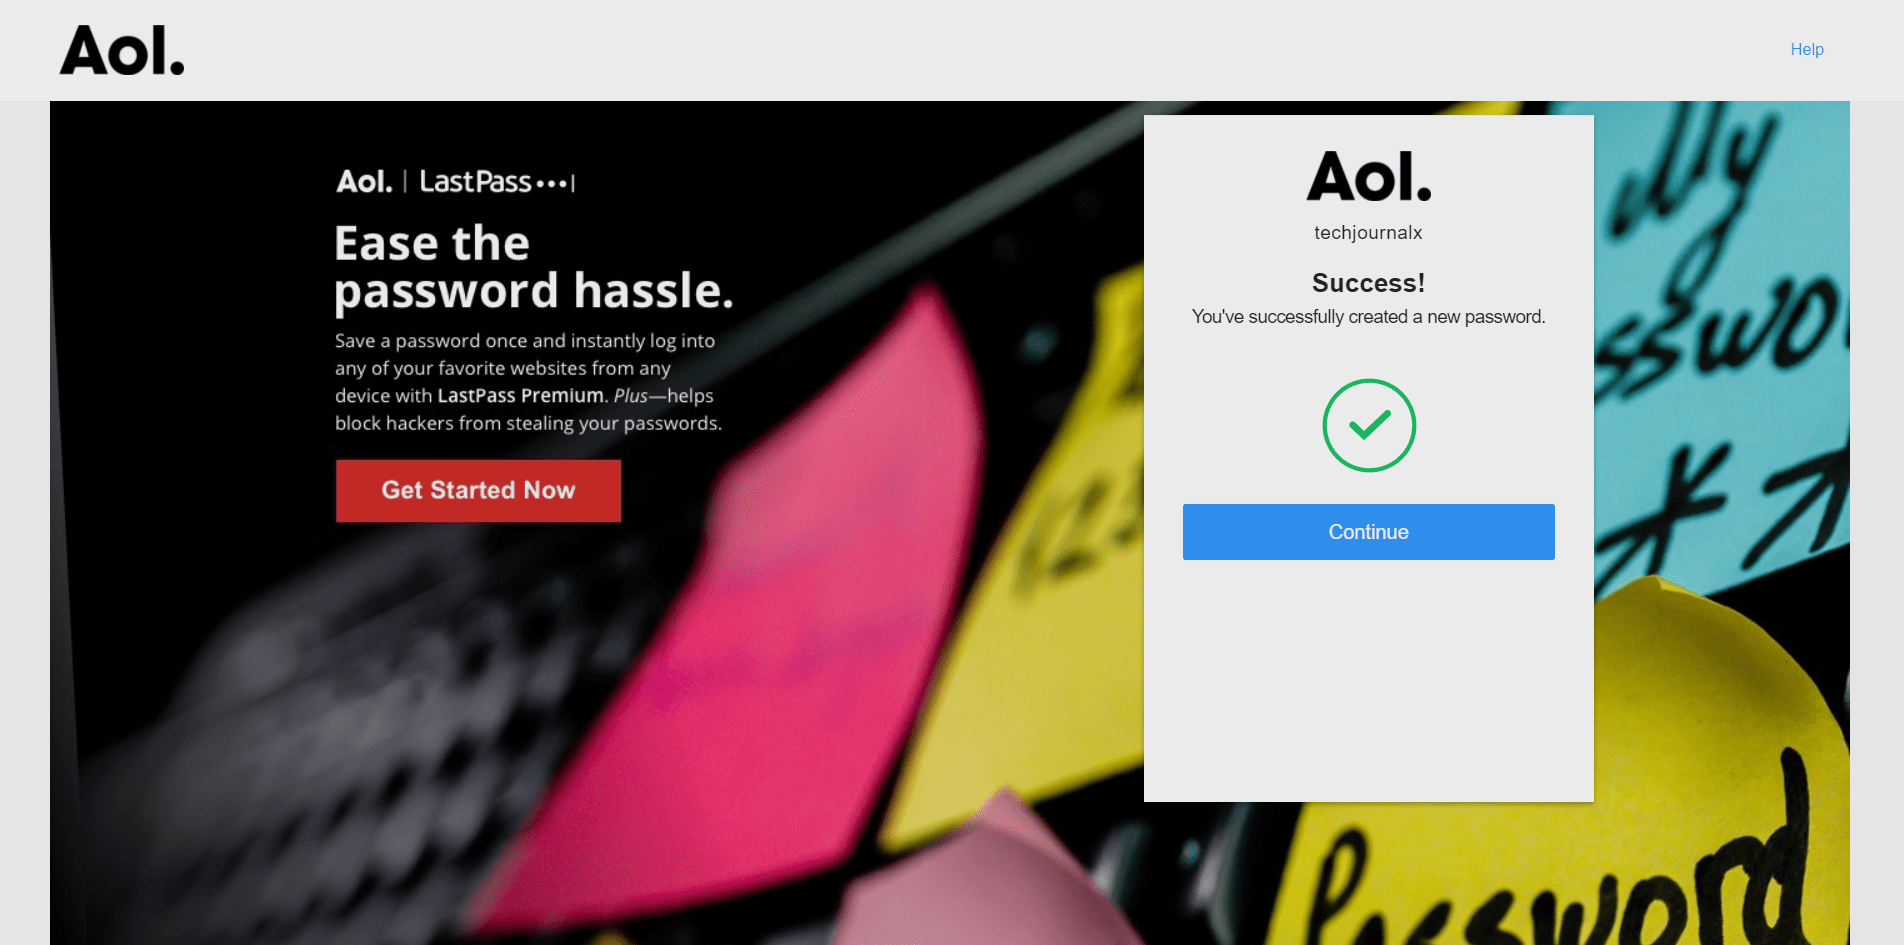 Aol.
Help
Aol. | LastPass •••|
Ease the
password hassle.
Save a password once and instantly log into
any of your favorite websites from any
device with LastPass Premium. Plus—helps
block hackers from stealing your passwords.
Get Started Now
Aol.
techjournalx
Success!
You've successfully created a new password.
Continue
123
Password